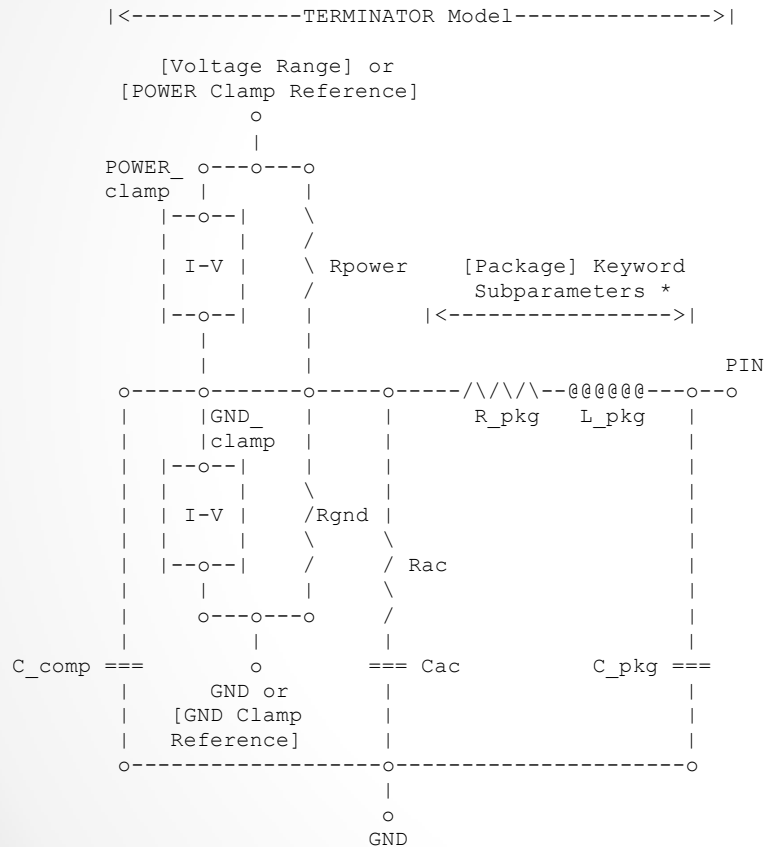 |<-------------TERMINATOR Model--------------->|
[Voltage Range] or
[POWER Clamp Reference]
o
|
POWER_ o---o---o
clamp | |
|--o--| \
| | /
| I-V | \ Rpower [Package] Keyword
| | / Subparameters *
|--o--| | |<----------------->|
| |
| | PIN
o-----o-------o-----o-----/\/\/\--@@@@@@---o--o
| |GND_ | | R_pkg L_pkg |
| |clamp | | |
| |--o--| | | |
| | | \ | |
| | I-V | /Rgnd | |
| | | \ \ |
| |--o--| / / Rac |
| | | \ |
| o---o---o / |
| | | |
C_comp === o === Cac C_pkg ===
| GND or | |
| [GND Clamp | |
| Reference] | |
o-------------------o----------------------o
|
o
GND